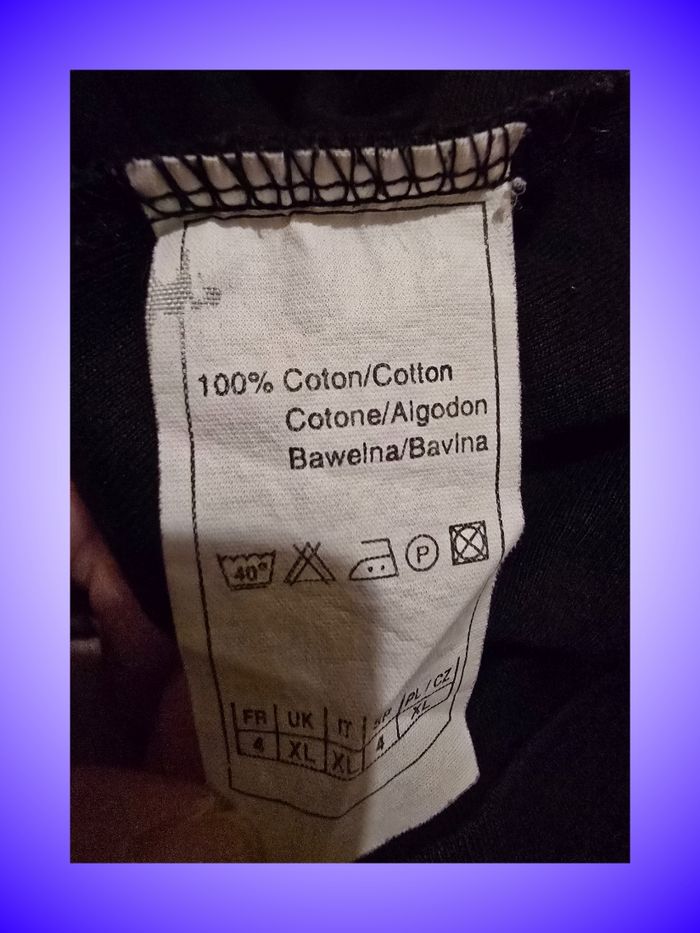 100% Coton/Cotton
Cotone/Algodon
Bawelna/Bavlna
40° P
FR UK IT SP PL / CZ
4 XL XL 4 XL